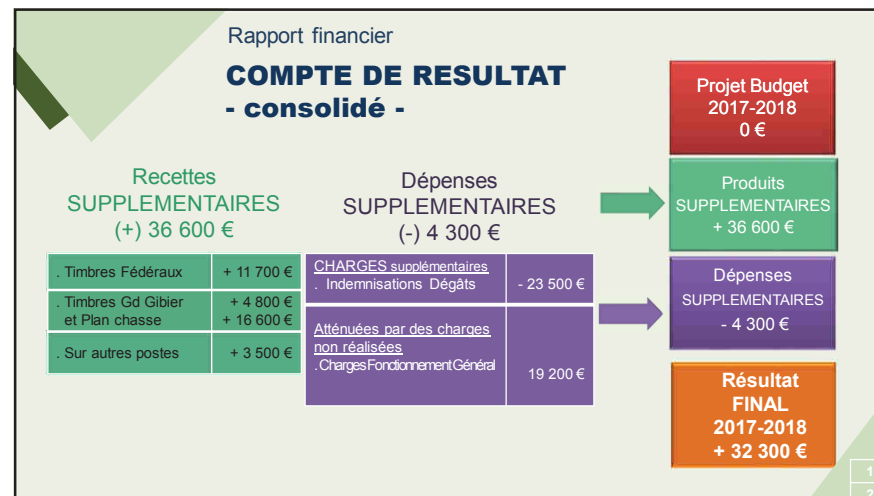 Rapport financier
COMPTE DE RESULTAT
- consolidé -
Recettes
SUPPLEMENTAIRES
(+) 36 600 €
. Timbres Fédéraux + 11 700 €
. Timbres Gd Gibier + 4 800 €
et Plan chasse + 16 600 €
. Sur autres postes + 3 500 €
Dépenses
SUPPLEMENTAIRES
(-) 4 300 €
CHARGES supplémentaires
. Indemnisations Dégâts - 23 500 €
Atténuées par des charges
non réalisées
. Charges Fonctionnement Général
19 200 €
Projet Budget
2017-2018
0 €
Produits
SUPPLEMENTAIRES
+ 36 600 €
Dépenses
SUPPLEMENTAIRES
- 4 300 €
Résultat
FINAL
2017-2018
+ 32 300 €
1
2